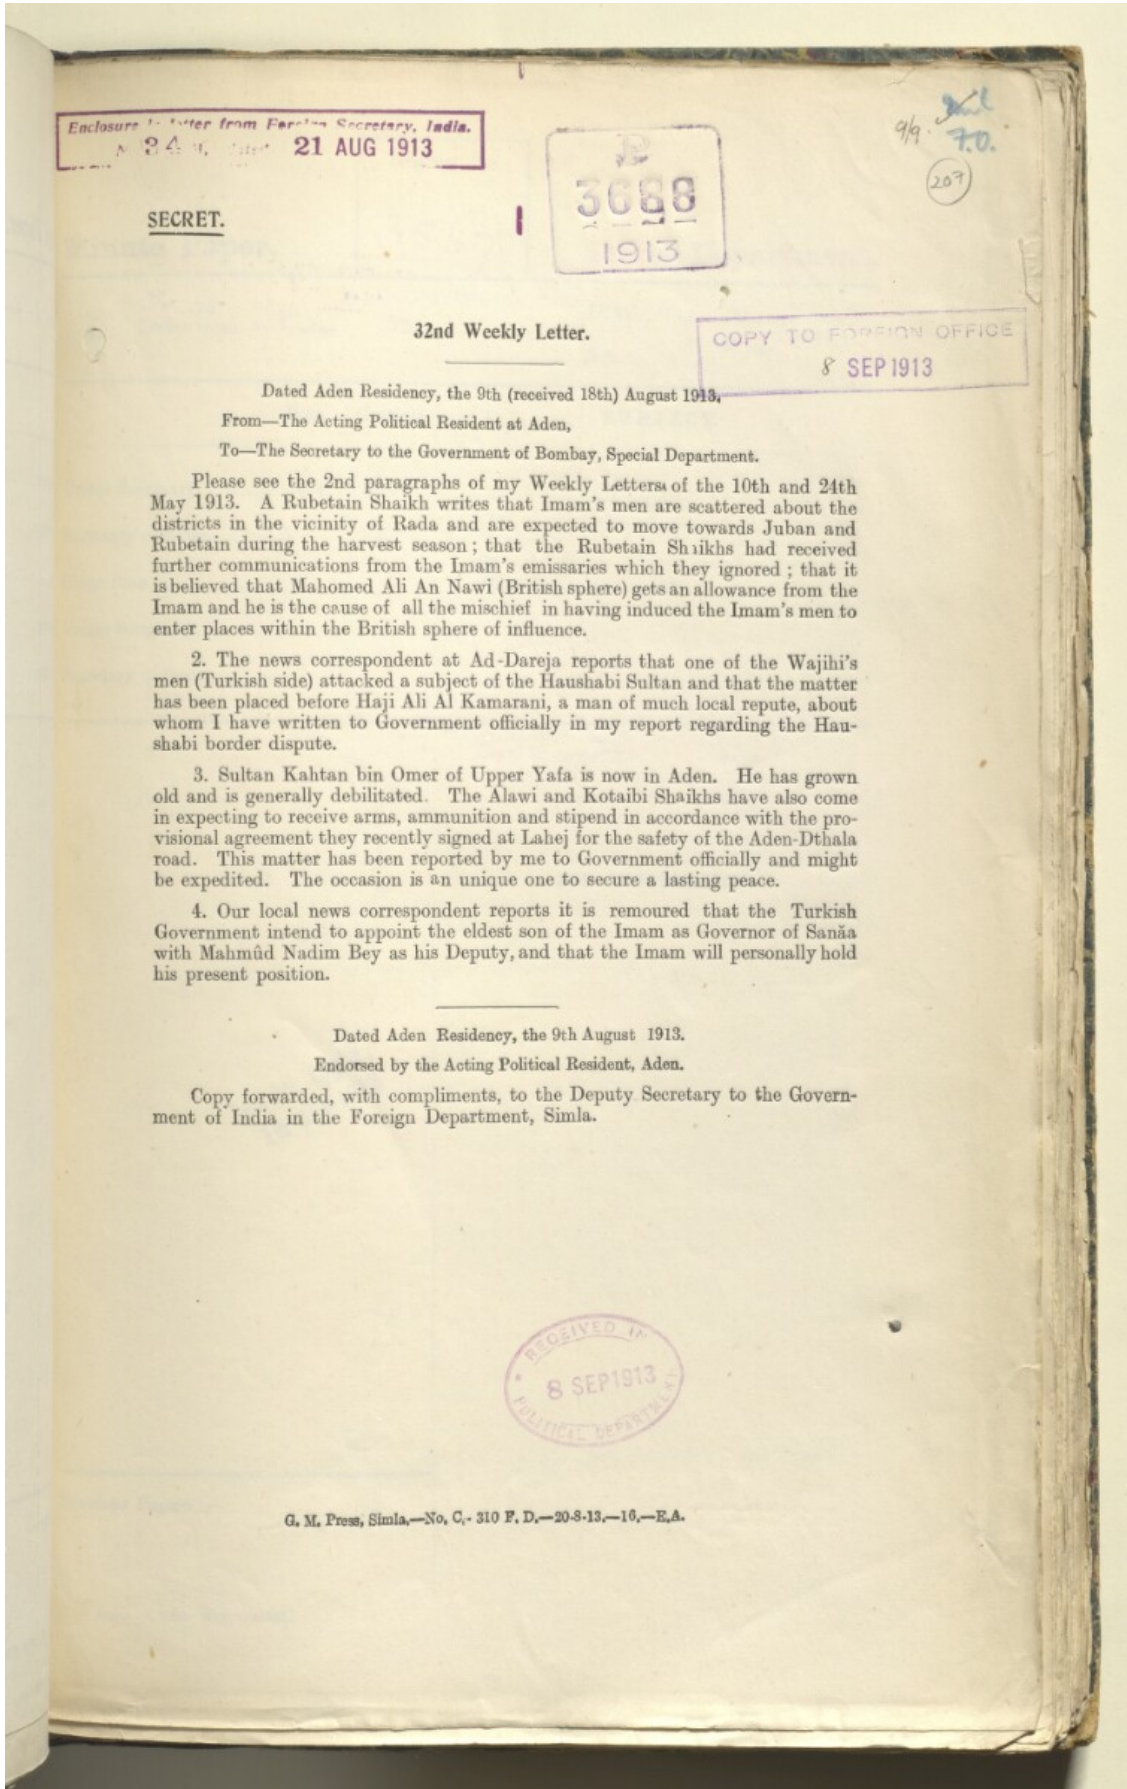 Enclosure in letter from Foreign Secretary, India.
34 21 AUG 1913
9/9.
7.0.
207
P
3688
1913
SECRET.
32nd Weekly Letter.
COPY TO FOREIGN OFFICE
8 SEP 1913
Dated Aden Residency, the 9th (received 18th) August 1913.
From—The Acting Political Resident at Aden,
To—The Secretary to the Government of Bombay, Special Department.
Please see the 2nd paragraphs of my Weekly Letters of the 10th and 24th
May 1913. A Rubetain Shaikh writes that Imam's men are scattered about the
districts in the vicinity of Rada and are expected to move towards Juban and
Rubetain during the harvest season; that the Rubetain Shaikhs had received
further communications from the Imam's emissaries which they ignored; that it
is believed that Mahomed Ali An Nawi (British sphere) gets an allowance from the
Imam and he is the cause of all the mischief in having induced the Imam's men to
enter places within the British sphere of influence.
2. The news correspondent at Ad-Dareja reports that one of the Wajihi's
men (Turkish side) attacked a subject of the Haushabi Sultan and that the matter
has been placed before Haji Ali Al Kamarani, a man of much local repute, about
whom I have written to Government officially in my report regarding the Hau-
shabi border dispute.
3. Sultan Kahtan bin Omer of Upper Yafa is now in Aden. He has grown
old and is generally debilitated. The Alawi and Kotaibi Shaikhs have also come
in expecting to receive arms, ammunition and stipend in accordance with the pro-
visional agreement they recently signed at Lahej for the safety of the Aden-Dthala
road. This matter has been reported by me to Government officially and might
be expedited. The occasion is an unique one to secure a lasting peace.
4. Our local news correspondent reports it is remoured that the Turkish
Government intend to appoint the eldest son of the Imam as Governor of Sanäa
with Mahmûd Nadim Bey as his Deputy, and that the Imam will personally hold
his present position.
Dated Aden Residency, the 9th August 1913.
Endorsed by the Acting Political Resident, Aden.
Copy forwarded, with compliments, to the Deputy Secretary to the Govern-
ment of India in the Foreign Department, Simla.
RECEIVED IN
8 SEP 1913
POLITICAL DEPARTMENT
G. M. Press, Simla,—No, C,- 310 F. D.—20-8-13.—16.—E.A.